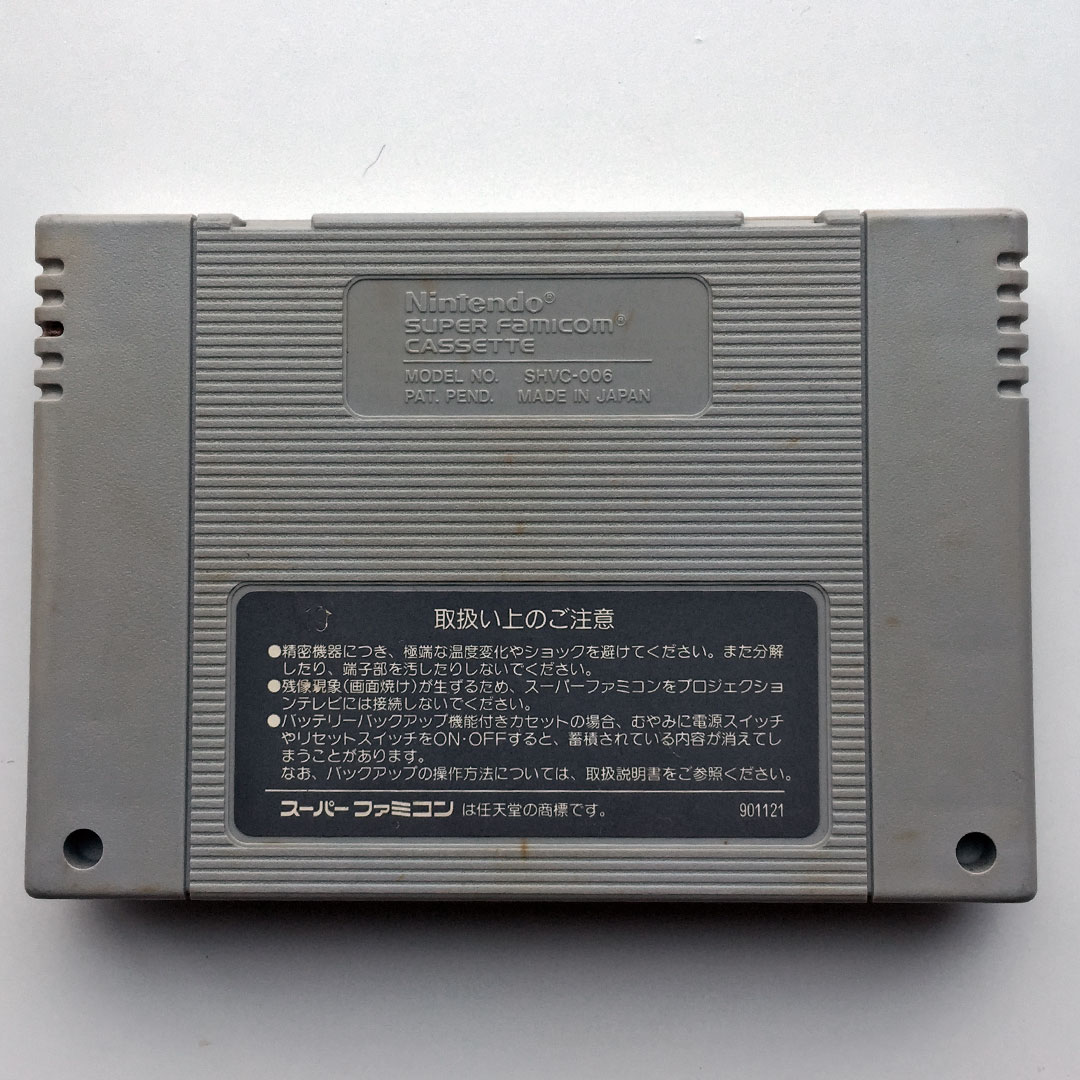 Nintendo®
SUPER FAMICOM®
CASSETTE
MODEL NO. SHVC-006
PAT. PEND. MADE IN JAPAN
取扱い上のご注意
●精密機器につき、極端な温度変化やショックを避けてください。また分解
したり、端子部を汚したりしないでください。
●残像現象(画面焼け)が生ずるため、スーパーファミコンをプロジェクショ
ンテレビには接続しないでください。
●バッテリーバックアップ機能付きカセットの場合、むやみに電源スイッチ
やリセットスイッチをON·OFFすると、蓄積されている内容が消えてし
まうことがあります。
なお、バックアップの操作方法については、取扱説明書をご参照ください。
スーパーファミコン は任天堂の商標です。 901121